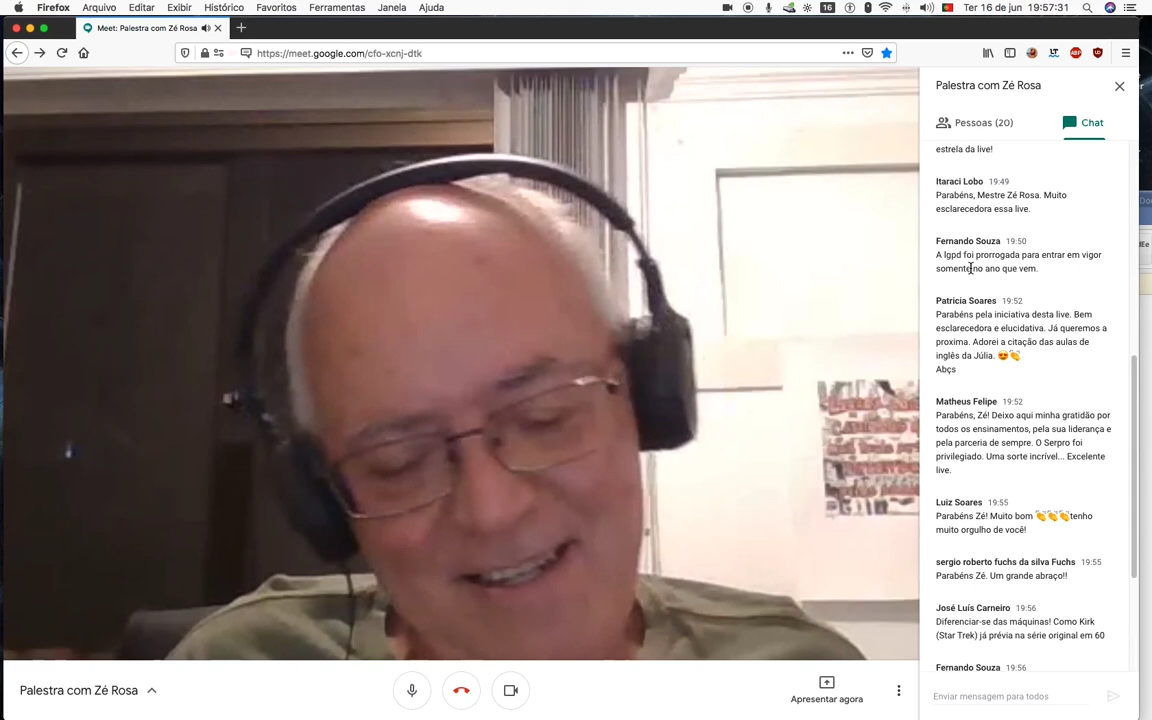 Firefox Arquivo Editar Exibir Histórico Favoritos Ferramentas Janela Ajuda 16 Ter 16 de jun 19:57:31
Meet: Palestra com Zé Rosa
https://meet.google.com/cfo-xcnj-dtk
Palestra com Zé Rosa
Pessoas (20) Chat
estrela da live!
Itaraci Lobo 19:49
Parabéns, Mestre Zé Rosa. Muito
esclarecedora essa live.
Fernando Souza 19:50
A lgpd foi prorrogada para entrar em vigor
somente no ano que vem.
Patricia Soares 19:52
Parabéns pela iniciativa desta live. Bem
esclarecedora e elucidativa. Já queremos a
proxima. Adorei a citação das aulas de
inglês da Júlia. 😍👏
Abçs
Matheus Felipe 19:52
Parabéns, Zé! Deixo aqui minha gratidão por
todos os ensinamentos, pela sua liderança e
pela parceria de sempre. O Serpro foi
privilegiado. Uma sorte incrível... Excelente
live.
Luiz Soares 19:55
Parabéns Zé! Muito bom 👏👏👏tenho
muito orgulho de você!
sergio roberto fuchs da silva Fuchs 19:55
Parabéns Zé. Um grande abraço!!
José Luís Carneiro 19:56
Diferenciar-se das máquinas! Como Kirk
(Star Trek) já prévia na série original em 60
Fernando Souza 19:56
Enviar mensagem para todos
Palestra com Zé Rosa
Apresentar agora